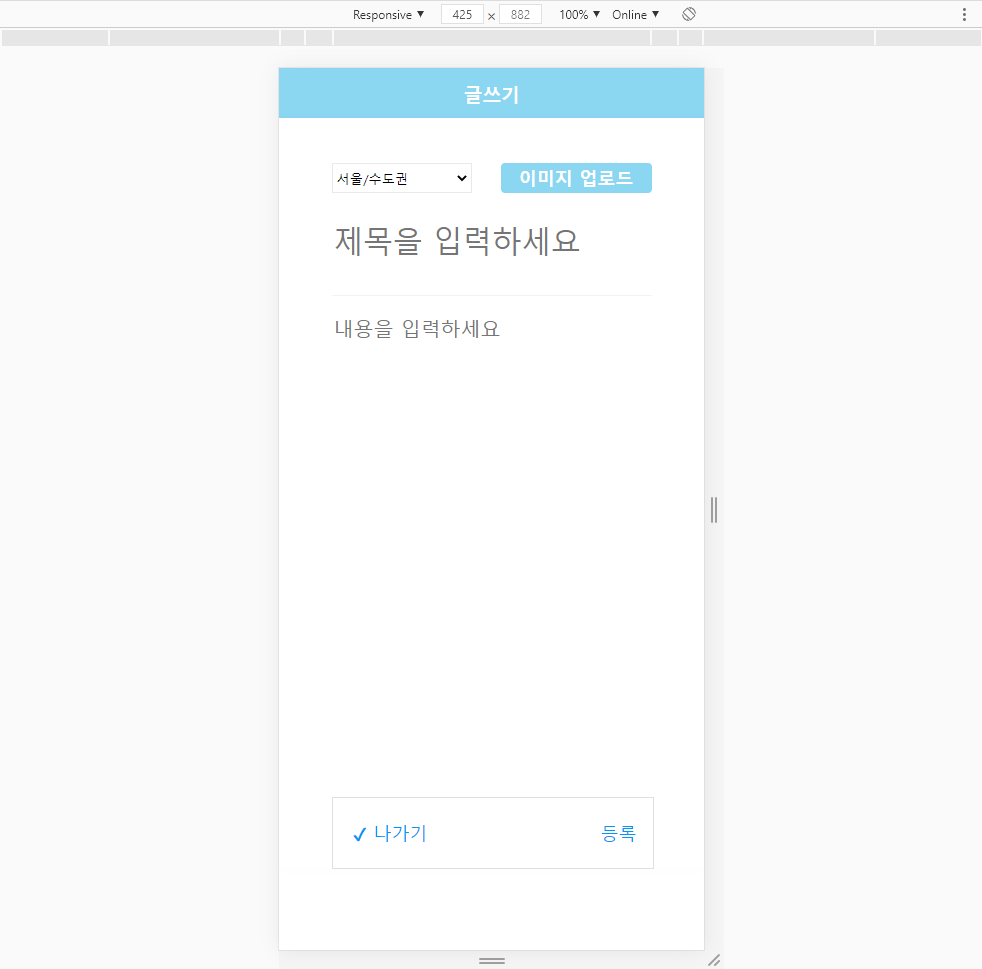 Responsive ▼ 425 × 882 100% ▼ Online ▼
글쓰기
서울/수도권 이미지 업로드
제목을 입력하세요
내용을 입력하세요
✓ 나가기 등록